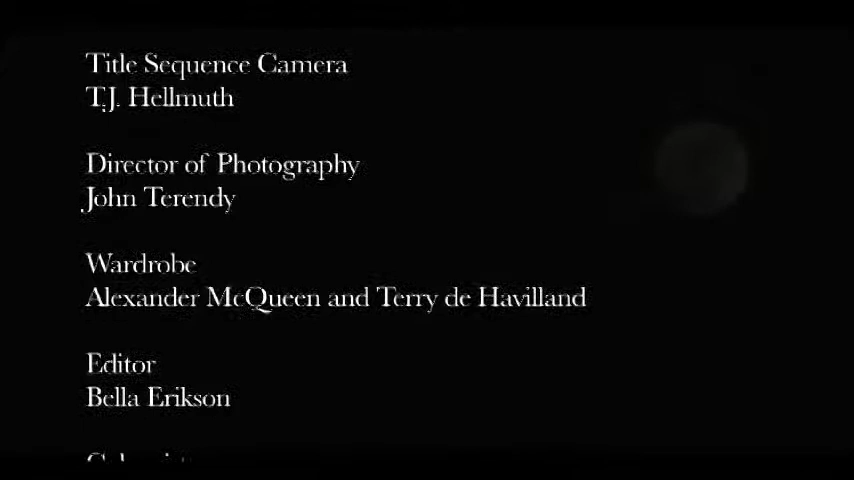 Title Sequence Camera
T.J. Hellmuth
Director of Photography
John Terendy
Wardrobe
Alexander McQueen and Terry de Havilland
Editor
Bella Erikson